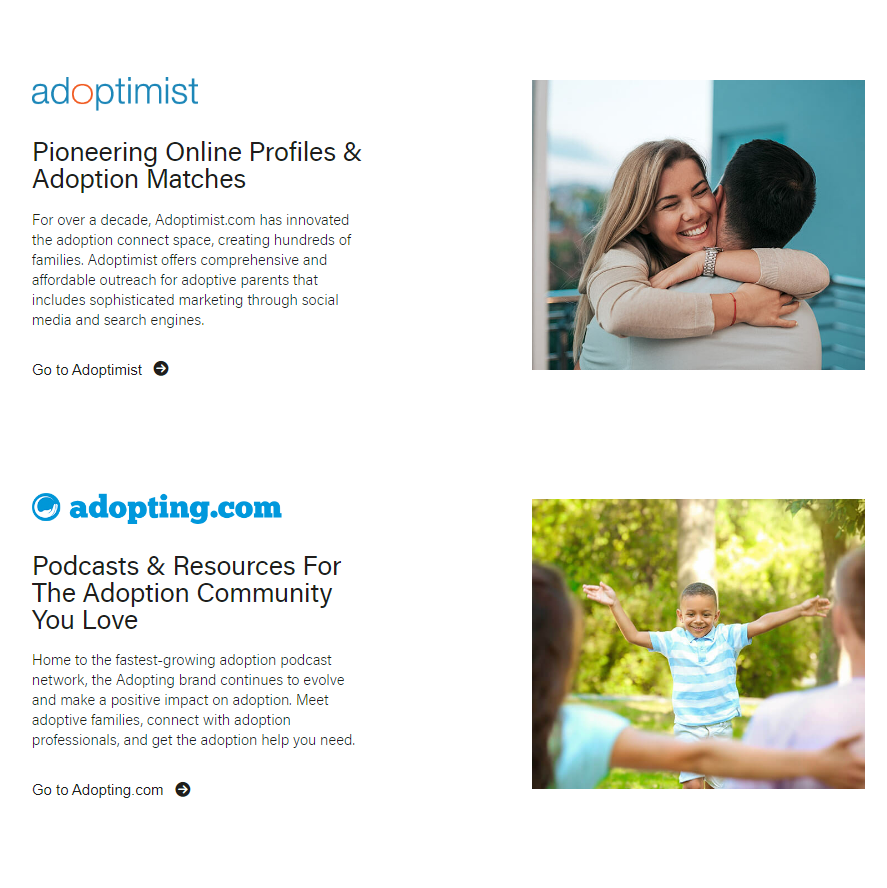 adoptimist
Pioneering Online Profiles &
Adoption Matches
For over a decade, Adoptimist.com has innovated
the adoption connect space, creating hundreds of
families. Adoptimist offers comprehensive and
affordable outreach for adoptive parents that
includes sophisticated marketing through social
media and search engines.
Go to Adoptimist
adopting.com
Podcasts & Resources For
The Adoption Community
You Love
Home to the fastest-growing adoption podcast
network, the Adopting brand continues to evolve
and make a positive impact on adoption. Meet
adoptive families, connect with adoption
professionals, and get the adoption help you need.
Go to Adopting.com